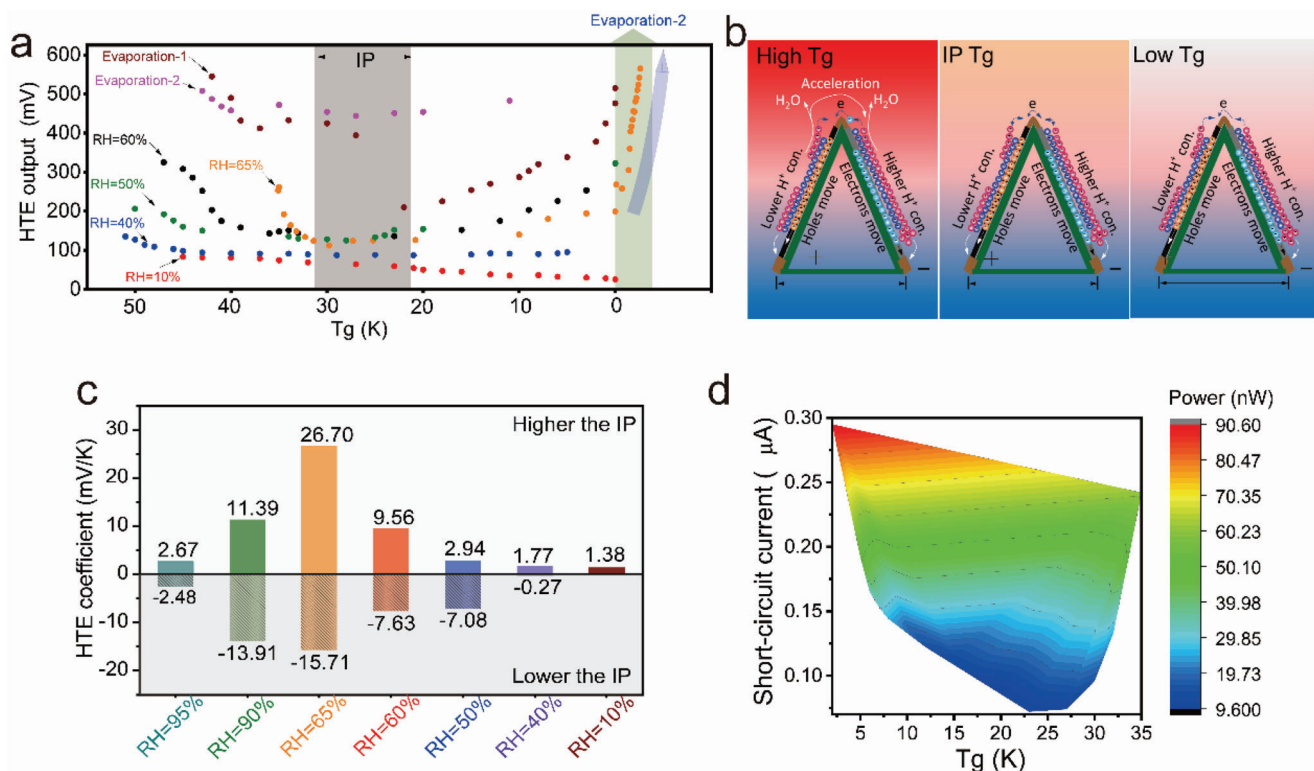 a
Evaporation-2
600
500
400
300
200
100
0
HTE output (mV)
Evaporation-1
Evaporation-2
IP
RH=60%
RH=65%
RH=50%
RH=40%
RH=10%
50 40 30 20 10 0
Tg (K)
b
High Tg
Acceleration
H2O H2O
e
Lower H+ con.
Holes move
Electrons move
Higher H+ con.
+
−
IP Tg
e
Lower H+ con.
Holes move
Electrons move
Higher H+ con.
+
−
Low Tg
e
Lower H+ con.
Holes move
Electrons move
Higher H+ con.
+
−
c
HTE coefficient (mV/K)
30
20
10
0
-10
-20
Higher the IP
2.67 11.39 26.70 9.56 2.94 1.77 1.38
-2.48 -13.91 -15.71 -7.63 -7.08 -0.27
Lower the IP
RH=95% RH=90% RH=65% RH=60% RH=50% RH=40% RH=10%
d
Short-circuit current ( μA)
0.30
0.25
0.20
0.15
0.10
5 10 15 20 25 30 35
Tg (K)
Power (nW)
90.60
80.47
70.35
60.23
50.10
39.98
29.85
19.73
9.600